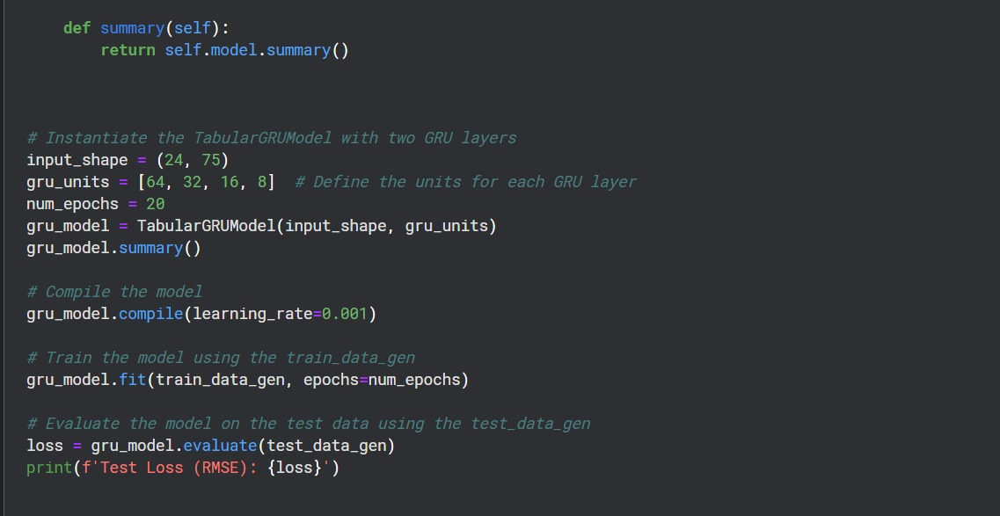 def summary(self):
return self.model.summary()
# Instantiate the TabularGRUModel with two GRU layers
input_shape = (24, 75)
gru_units = [64, 32, 16, 8]  # Define the units for each GRU layer
num_epochs = 20
gru_model = TabularGRUModel(input_shape, gru_units)
gru_model.summary()
# Compile the model
gru_model.compile(learning_rate=0.001)
# Train the model using the train_data_gen
gru_model.fit(train_data_gen, epochs=num_epochs)
# Evaluate the model on the test data using the test_data_gen
loss = gru_model.evaluate(test_data_gen)
print(f'Test Loss (RMSE): {loss}')